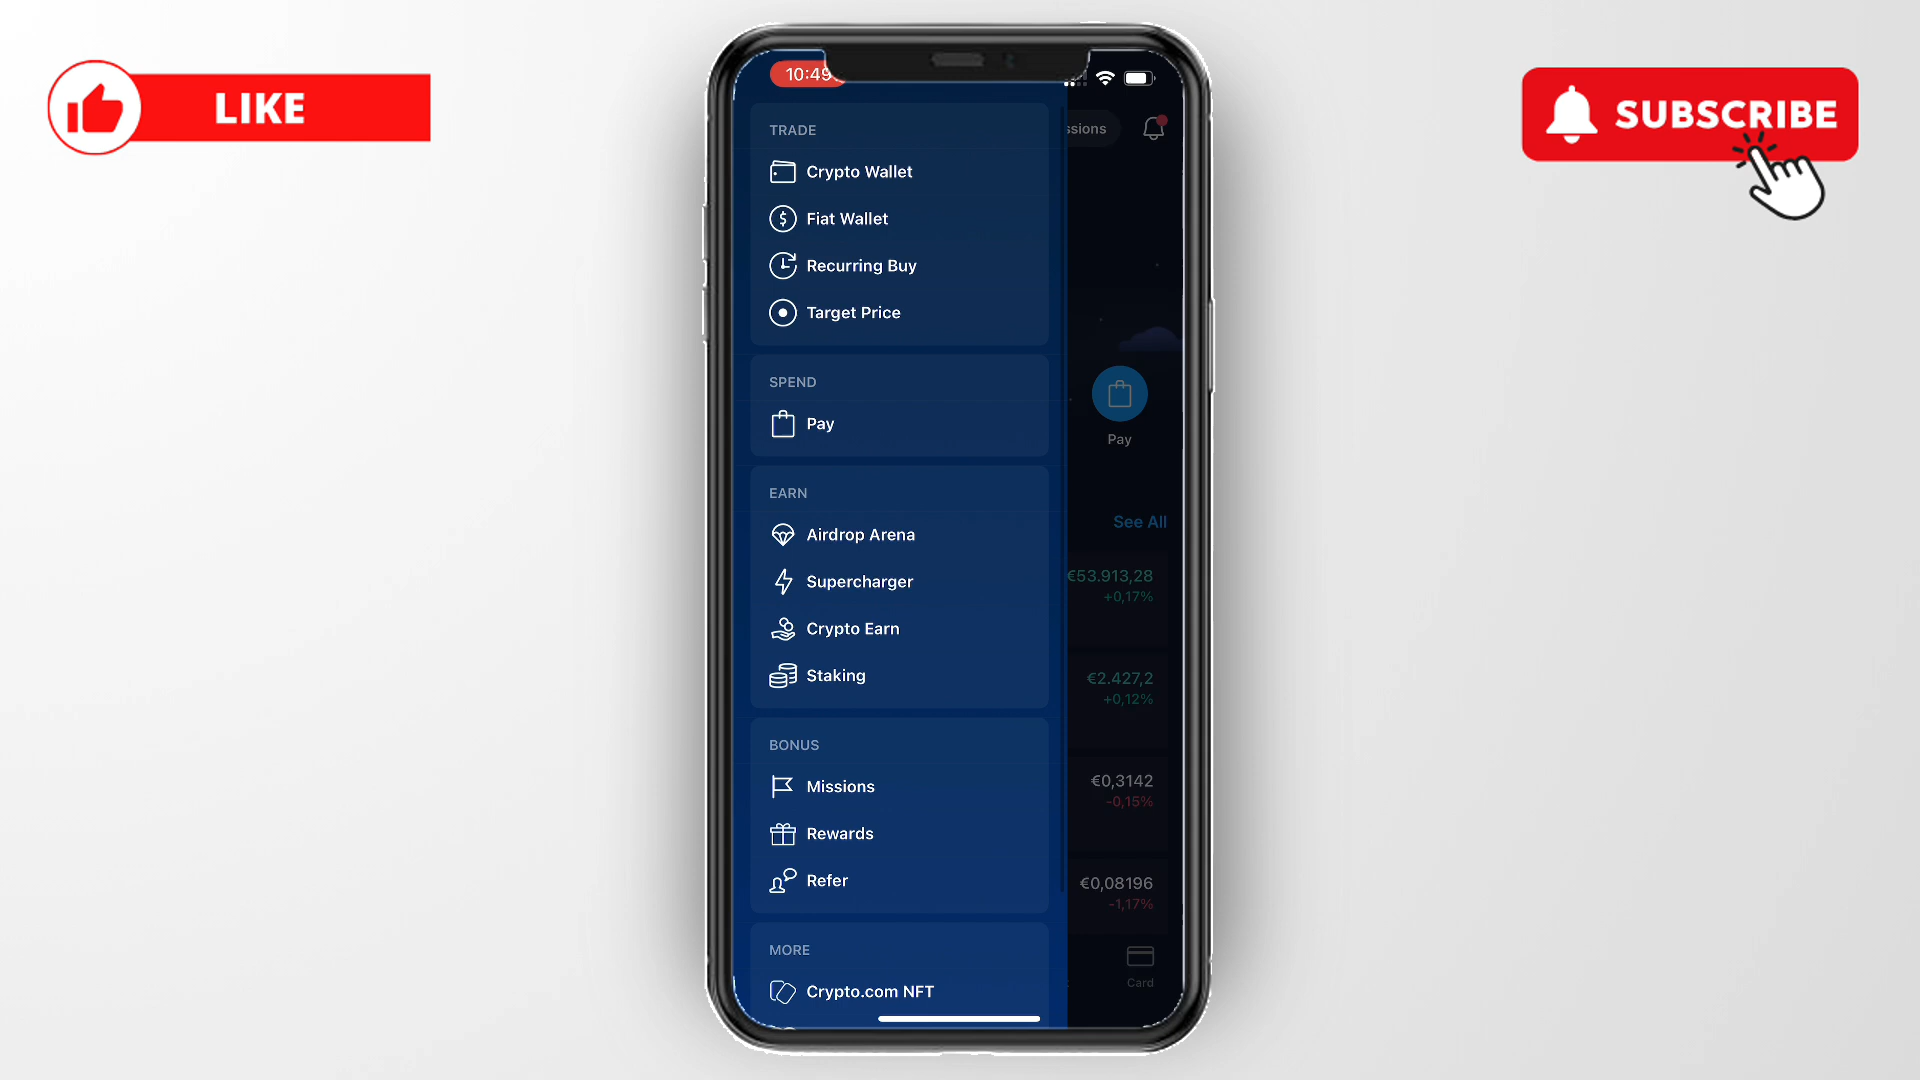 LIKE
SUBSCRIBE
10:49
ssions
TRADE
Crypto Wallet
Fiat Wallet
Recurring Buy
Target Price
SPEND
Pay
Pay
EARN
See All
Airdrop Arena
Supercharger
Crypto Earn
Staking
€53.913,28
+0,17%
€2.427,2
+0,12%
BONUS
Missions
Rewards
Refer
€0,3142
-0,15%
€0,08196
-1,17%
MORE
Crypto.com NFT
Card